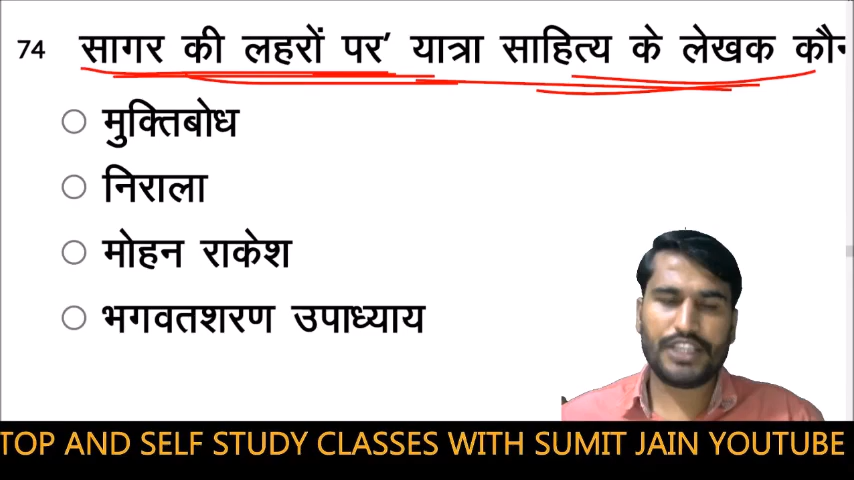 74 सागर की लहरों पर’ यात्रा साहित्य के लेखक
मुक्तिबोध
निराला
मोहन राकेश
भगवतशरण उपाध्याय
TOP AND SELF STUDY CLASSES WITH SUMIT JAIN YOUTUBE